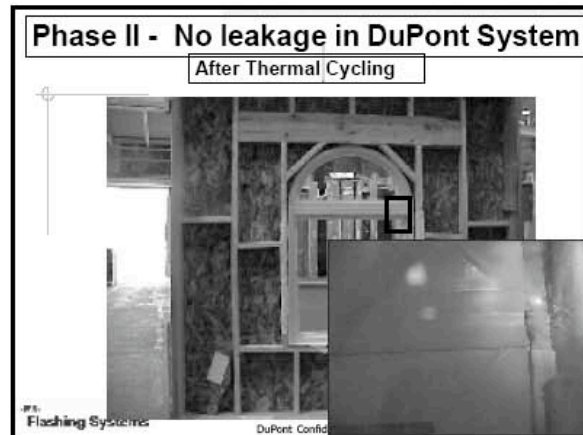 Phase II - No leakage in DuPont System
After Thermal Cycling
Flashing Systems
DuPont Confid